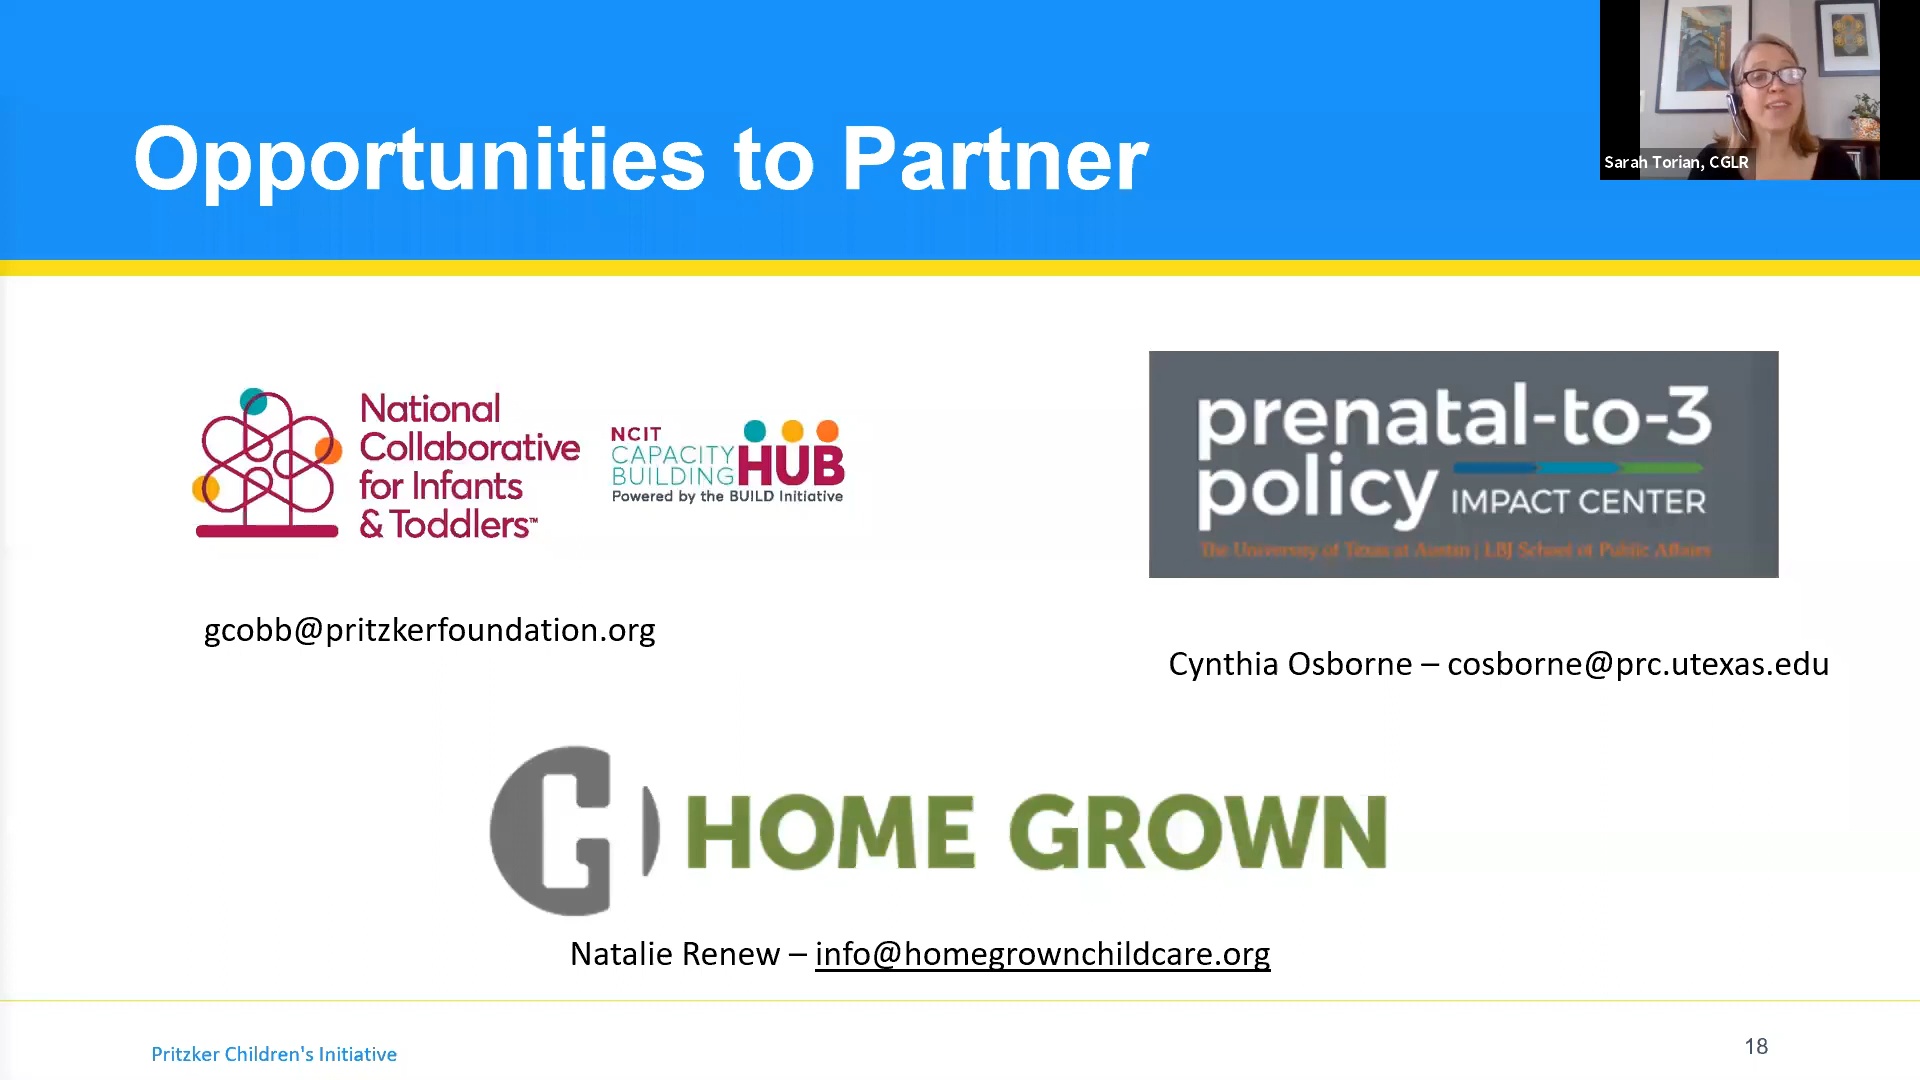 Opportunities to Partner
Sarah Torian, CGLR
National
Collaborative
for Infants
& Toddlers™
NCIT
CAPACITY
BUILDING
HUB
Powered by the BUILD Initiative
prenatal-to-3
policy
IMPACT CENTER
The University of Texas at Austin | LBJ School of Public Affairs
gcobb@pritzkerfoundation.org
Cynthia Osborne – cosborne@prc.utexas.edu
HOME GROWN
Natalie Renew – info@homegrownchildcare.org
Pritzker Children's Initiative
18